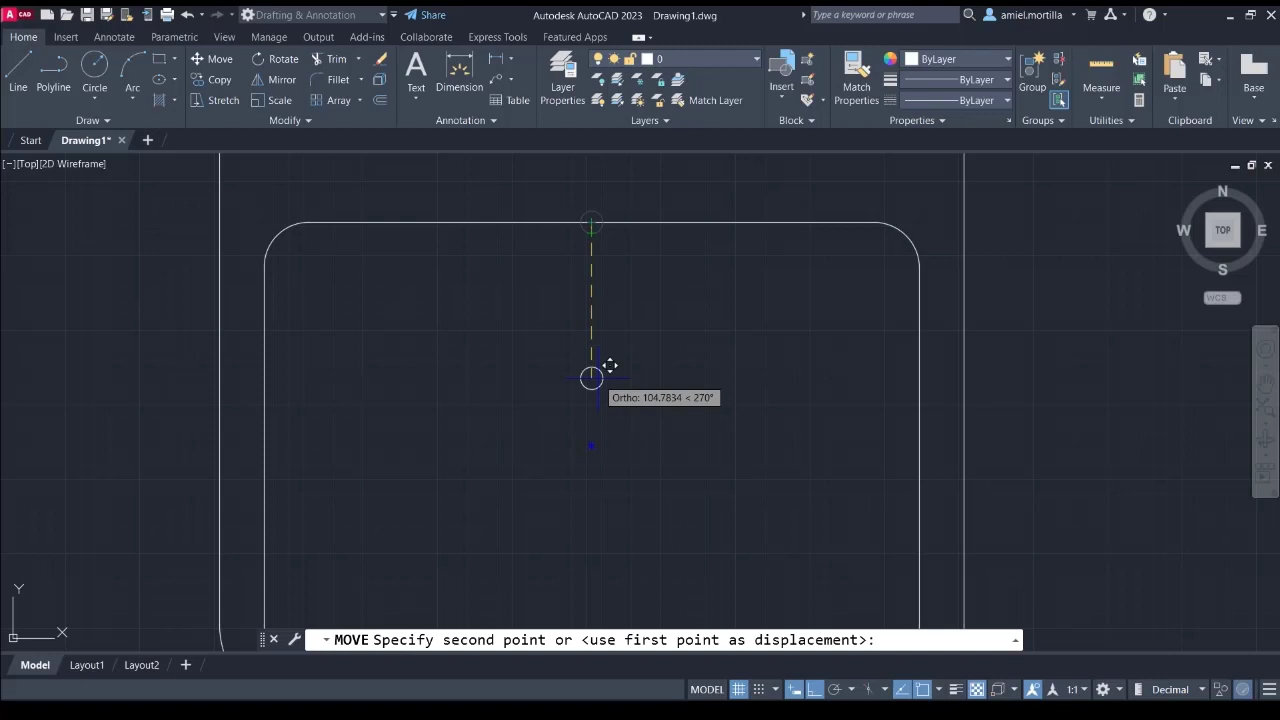 A CAD
Drafting & Annotation
Share
Autodesk AutoCAD 2023 Drawing1.dwg
Type a keyword or phrase
amiel.mortilla
Home Insert Annotate Parametric View Manage Output Add-ins Collaborate Express Tools Featured Apps
Line Polyline Circle Arc
Move Rotate Trim
Copy Mirror Fillet
Stretch Scale Array
Text Dimension
Table
Layer Properties
0
Match Layer
Insert
Match Properties
ByLayer
ByLayer
ByLayer
Group
Measure
Paste
Base
Draw Modify Annotation Layers Block Properties Groups Utilities Clipboard View
Start Drawing1*
[−][Top][2D Wireframe]
N
W TOP E
S
WCB
Ortho: 104.7834 < 270°
Y
X
MOVE Specify second point or <use first point as displacement>:
Model Layout1 Layout2
MODEL 1:1 Decimal